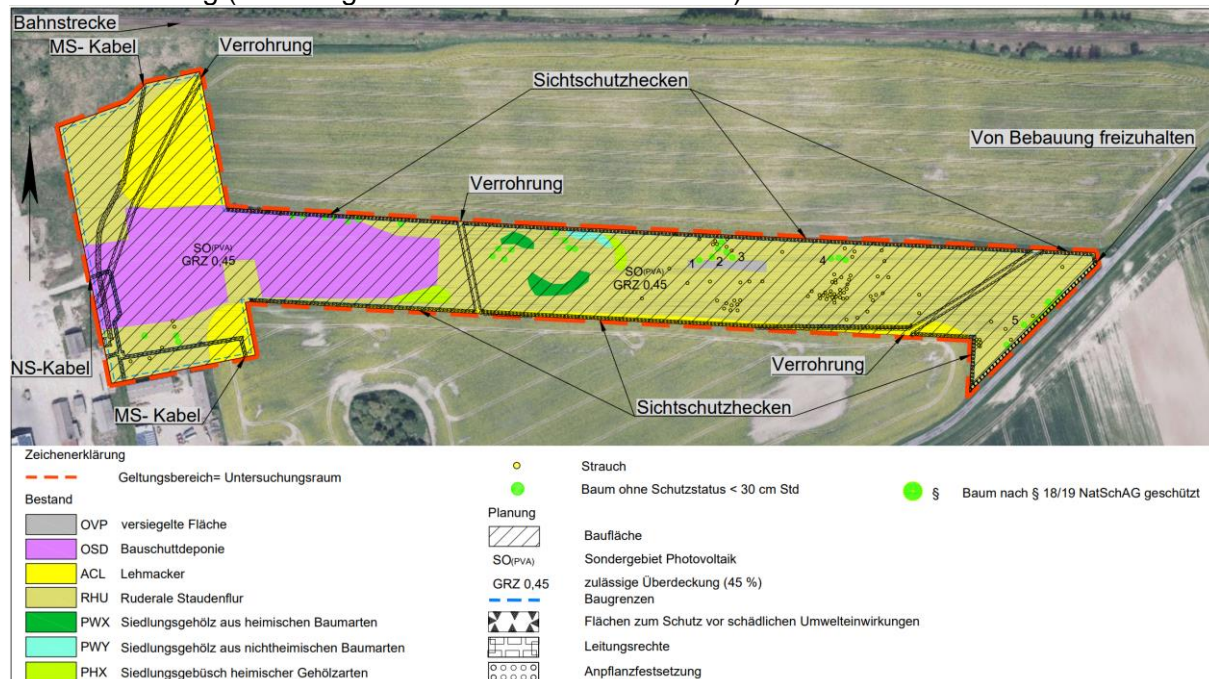 Bahnstrecke
MS- Kabel
Verrohrung
Sichtschutzhecken
Von Bebauung freizuhalten
Verrohrung
SO(PVA)
GRZ 0,45
SO(PVA)
GRZ 0,45
1
2
3
4
5
NS-Kabel
MS- Kabel
Sichtschutzhecken
Verrohrung
Zeichenerklärung
Geltungsbereich= Untersuchungsraum
Bestand
OVP versiegelte Fläche
OSD Bauschuttdeponie
ACL Lehmacker
RHU Ruderale Staudenflur
PWX Siedlungsgehölz aus heimischen Baumarten
PWY Siedlungsgehölz aus nichtheimischen Baumarten
PHX Siedlungsgebüsch heimischer Gehölzarten
Strauch
Baum ohne Schutzstatus < 30 cm Std
Planung
Baufläche
SO(PVA) Sondergebiet Photovoltaik
GRZ 0,45 zulässige Überdeckung (45 %)
Baugrenzen
Flächen zum Schutz vor schädlichen Umwelteinwirkungen
Leitungsrechte
Anpflanzfestsetzung
§ Baum nach § 18/19 NatSchAG geschützt